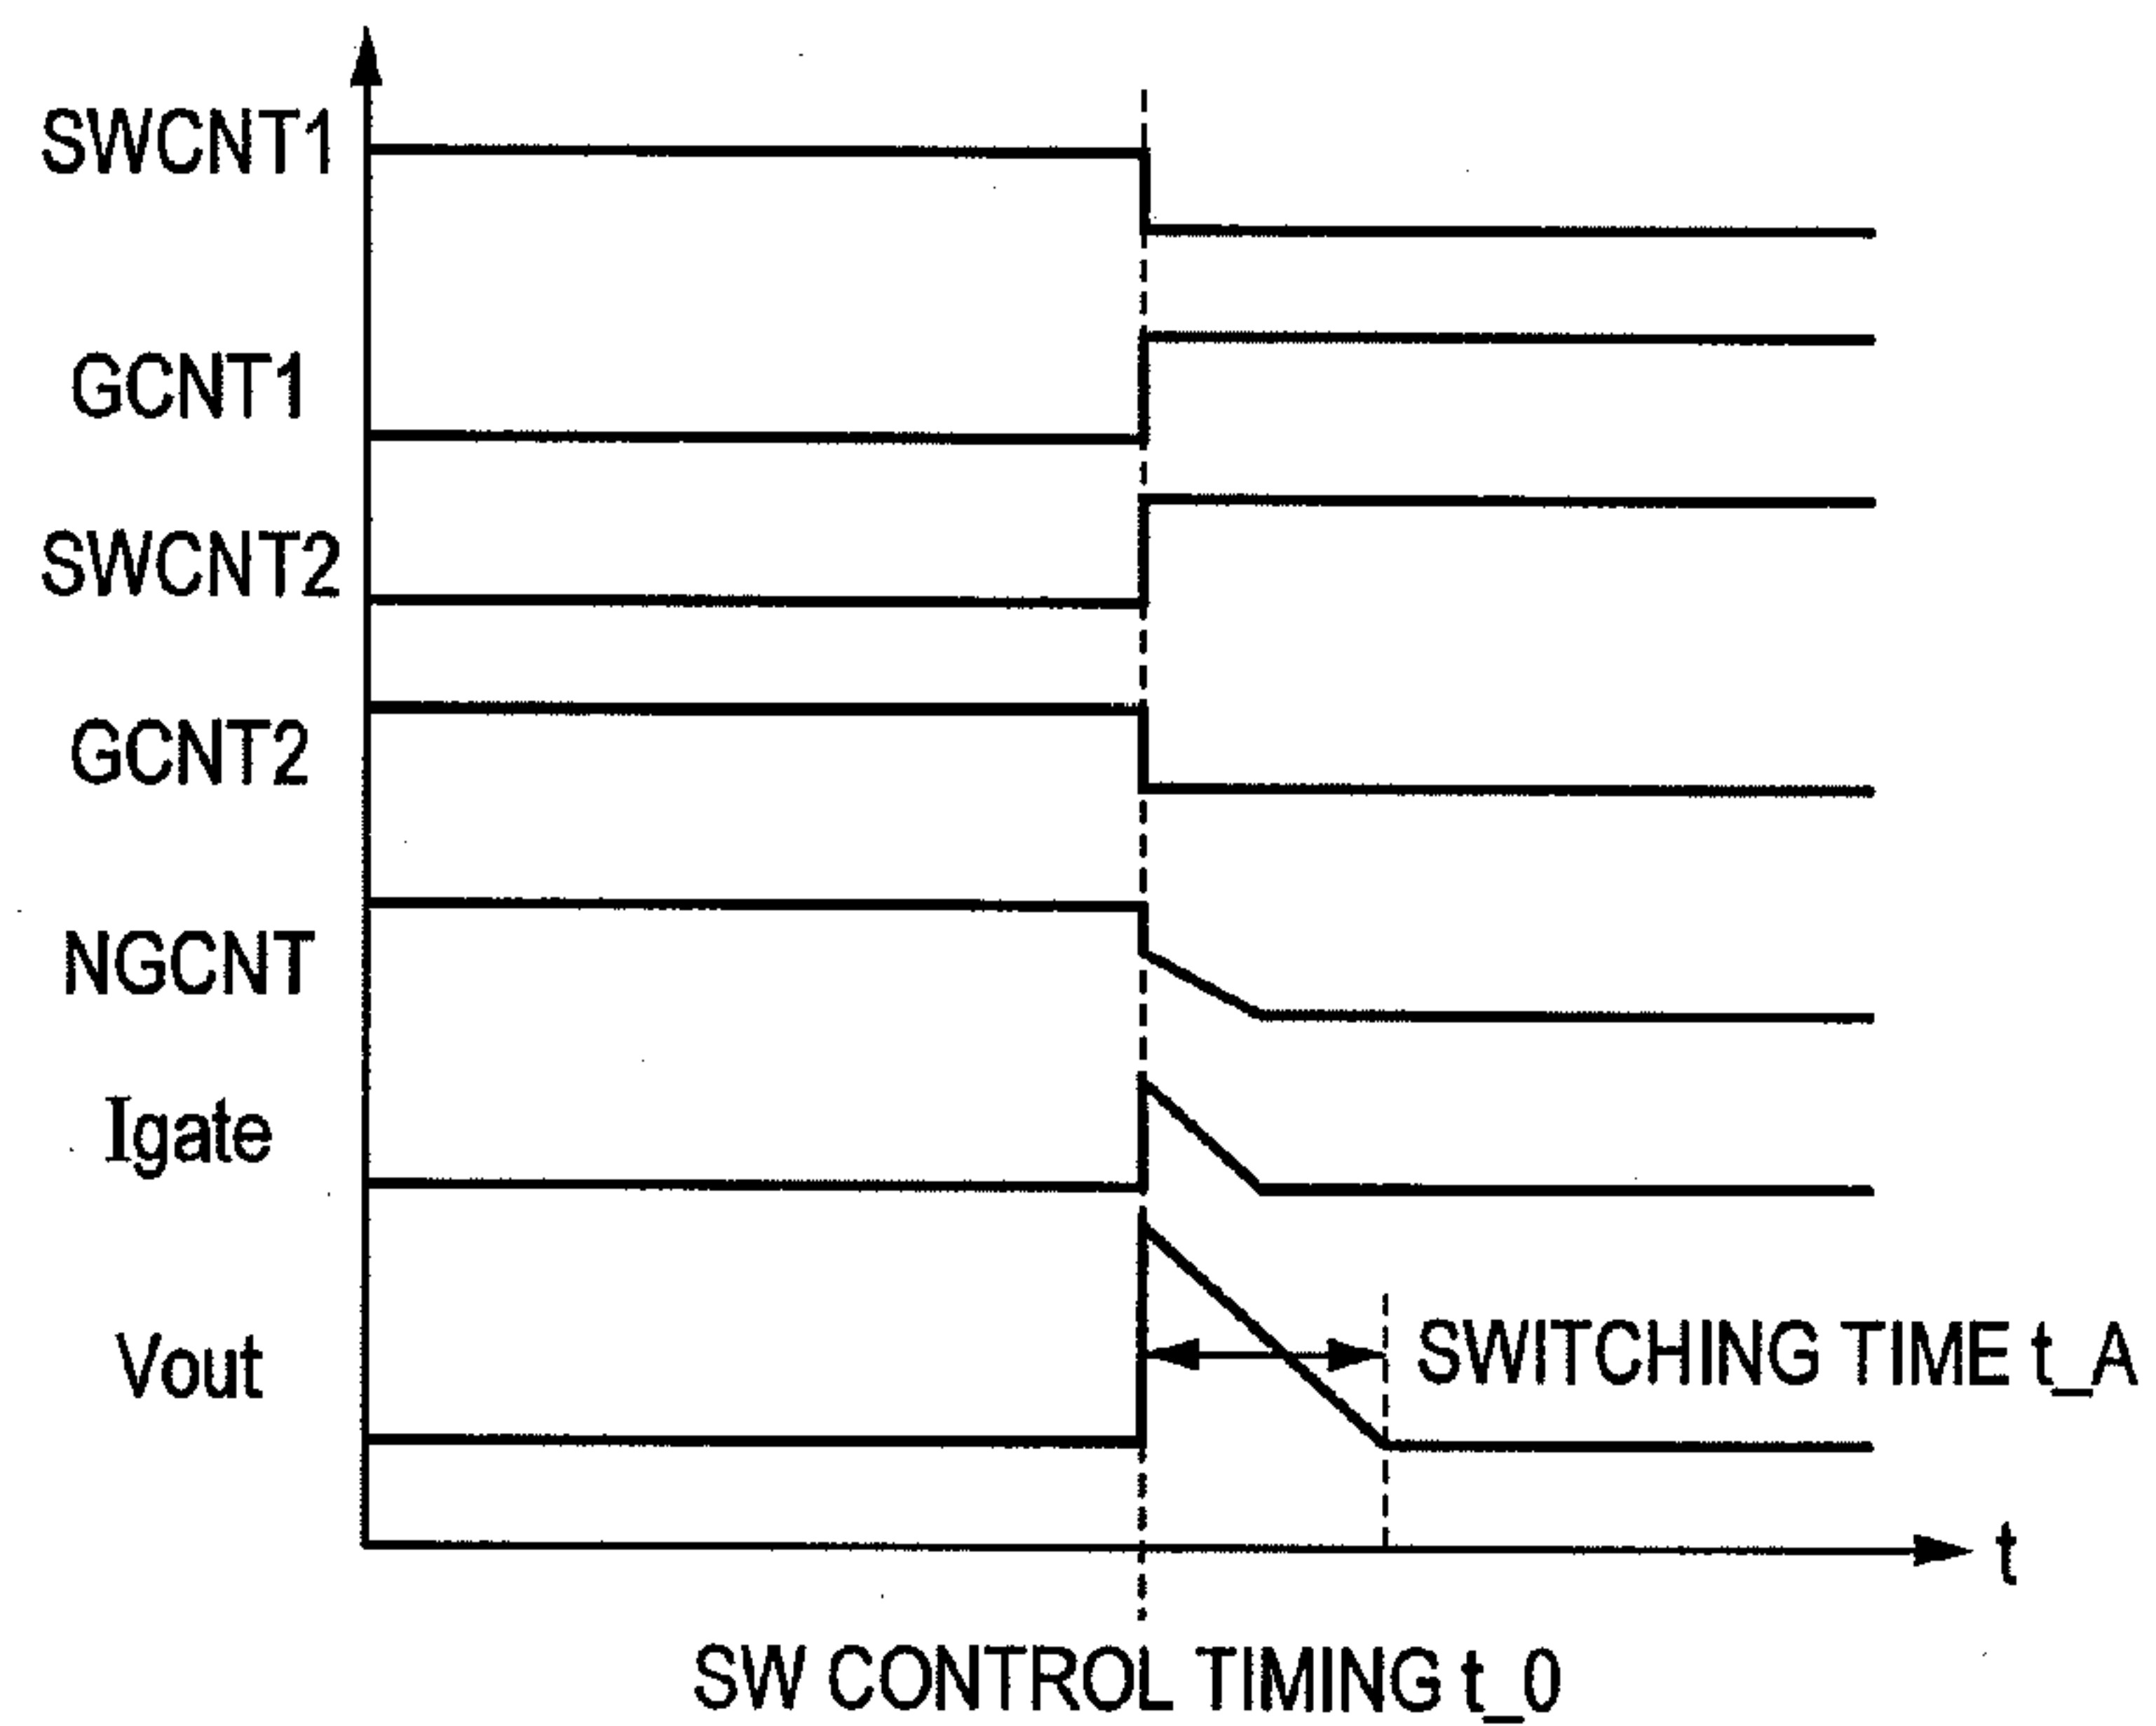 SWCNT1
GCNT1
SWCNT2
GCNT2
NGCNT
Igate
Vout
SWITCHING TIME t_A
t
SW CONTROL TIMING t_0